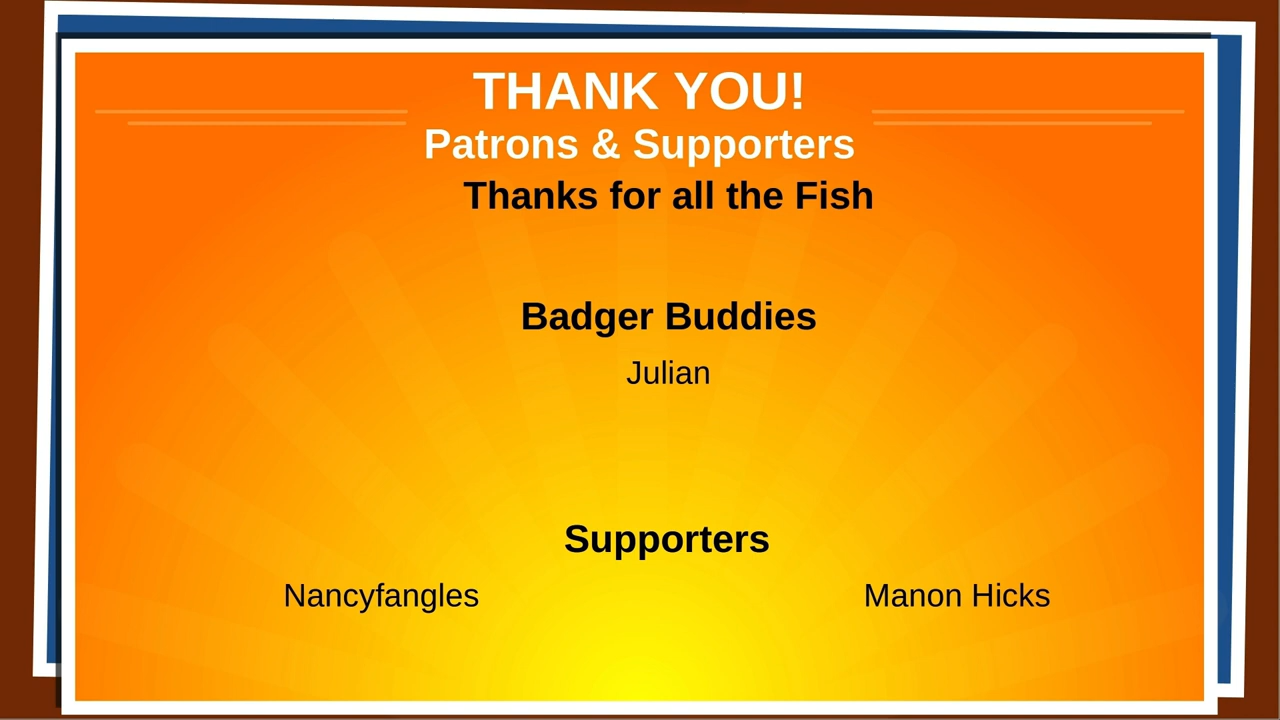 THANK YOU!
Patrons & Supporters
Thanks for all the Fish
Badger Buddies
Julian
Supporters
Nancyfangles Manon Hicks